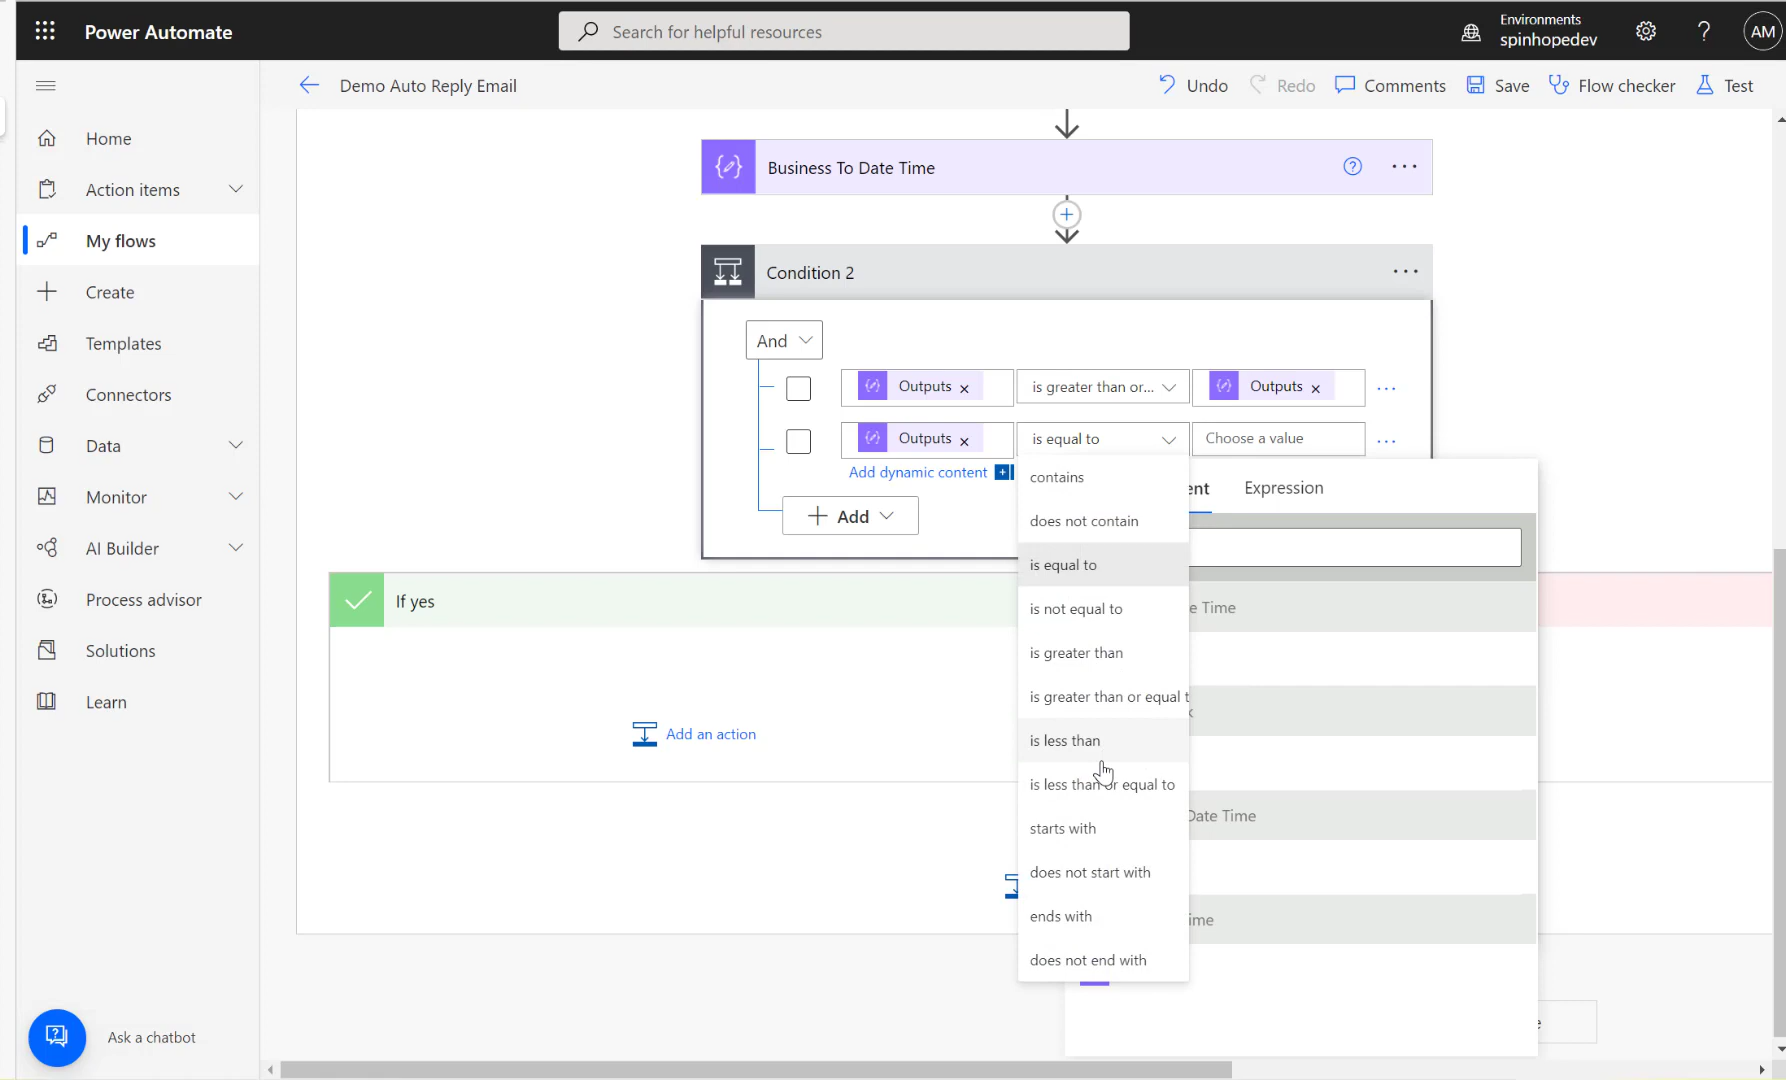 Power Automate
Search for helpful resources
Environments
spinhopedev
?
AM
Demo Auto Reply Email
Undo
Redo
Comments
Save
Flow checker
Test
Home
Action items
My flows
Create
Templates
Connectors
Data
Monitor
AI Builder
Process advisor
Solutions
Learn
Ask a chatbot
Business To Date Time
?
Condition 2
And
Outputs
is greater than or...
Outputs
Outputs
is equal to
Choose a value
Add dynamic content
Add
contains
does not contain
is equal to
is not equal to
is greater than
is greater than or equal t
is less than
is less than or equal to
starts with
does not start with
ends with
does not end with
ent
Expression
e Time
Date Time
ime
If yes
Add an action